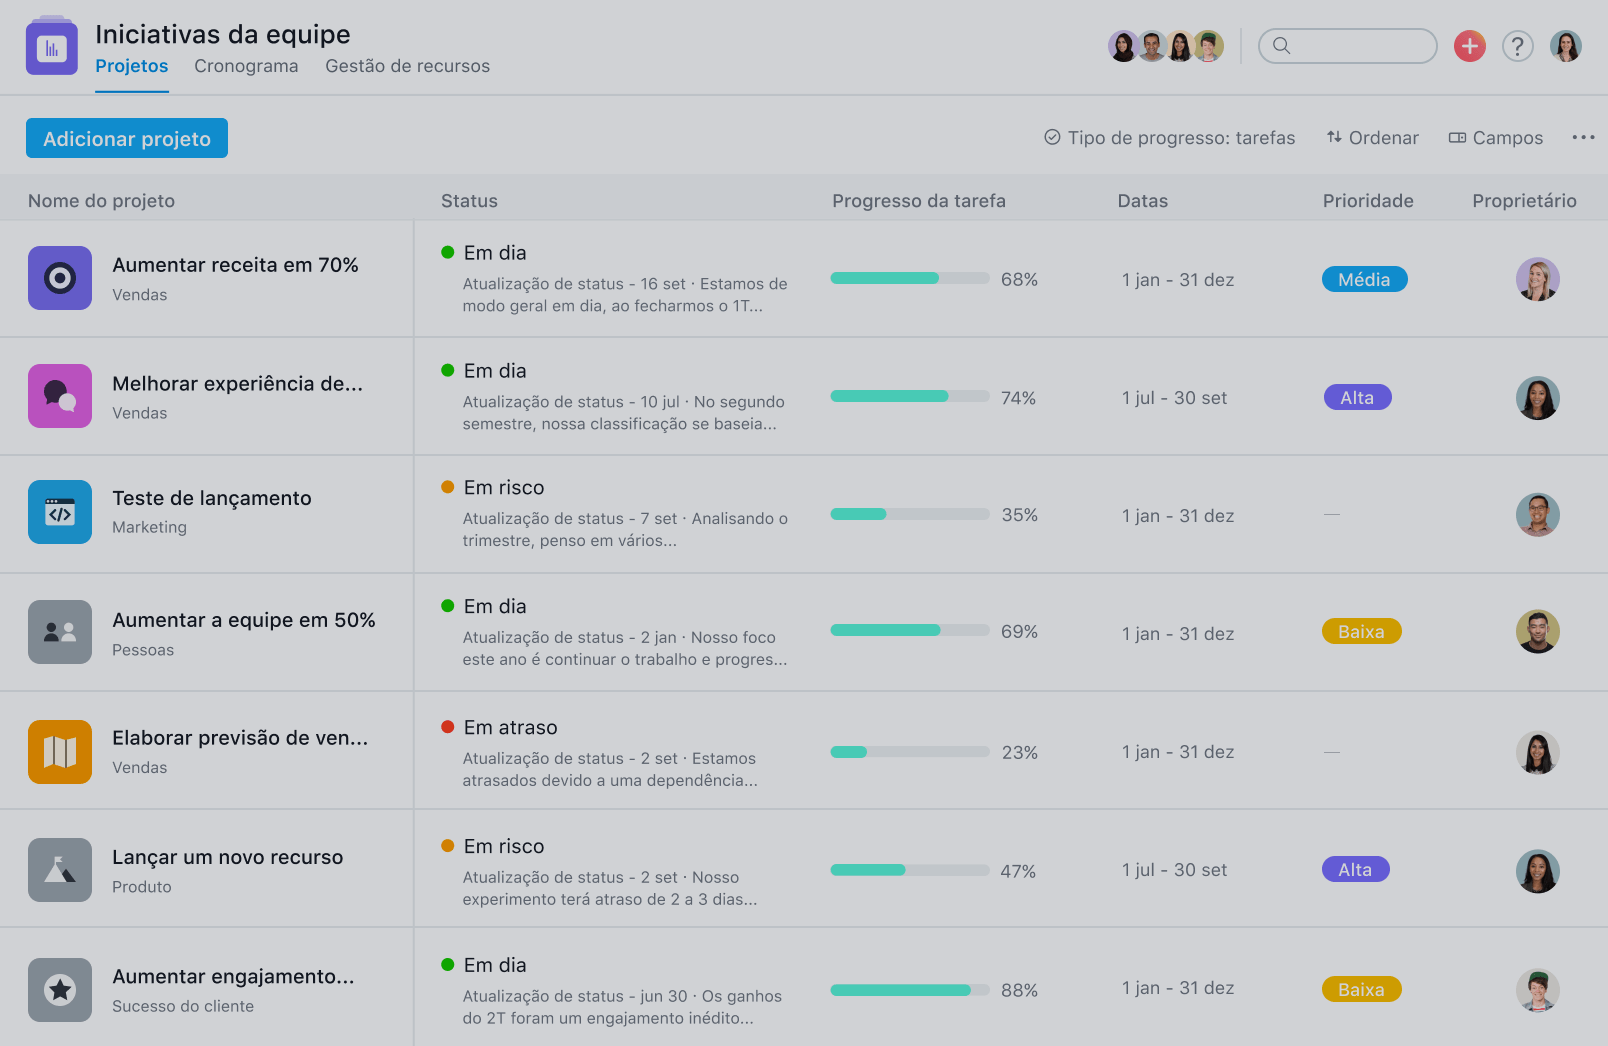 Iniciativas da equipe
Projetos Cronograma Gestão de recursos
?
Adicionar projeto
Tipo de progresso: tarefas Ordenar Campos ...
Nome do projeto Status Progresso da tarefa Datas Prioridade Proprietário
Aumentar receita em 70%
Vendas
Em dia
Atualização de status - 16 set · Estamos de
modo geral em dia, ao fecharmos o 1T...
68%
1 jan - 31 dez
Média
Melhorar experiência de...
Vendas
Em dia
Atualização de status - 10 jul · No segundo
semestre, nossa classificação se baseia...
74%
1 jul - 30 set
Alta
</>
Teste de lançamento
Marketing
Em risco
Atualização de status - 7 set · Analisando o
trimestre, penso em vários...
35%
1 jan - 31 dez
—
Aumentar a equipe em 50%
Pessoas
Em dia
Atualização de status - 2 jan · Nosso foco
este ano é continuar o trabalho e progres...
69%
1 jan - 31 dez
Baixa
Elaborar previsão de ven...
Vendas
Em atraso
Atualização de status - 2 set · Estamos
atrasados devido a uma dependência...
23%
1 jan - 31 dez
—
Lançar um novo recurso
Produto
Em risco
Atualização de status - 2 set · Nosso
experimento terá atraso de 2 a 3 dias...
47%
1 jul - 30 set
Alta
Aumentar engajamento...
Sucesso do cliente
Em dia
Atualização de status - jun 30 · Os ganhos
do 2T foram um engajamento inédito...
88%
1 jan - 31 dez
Baixa